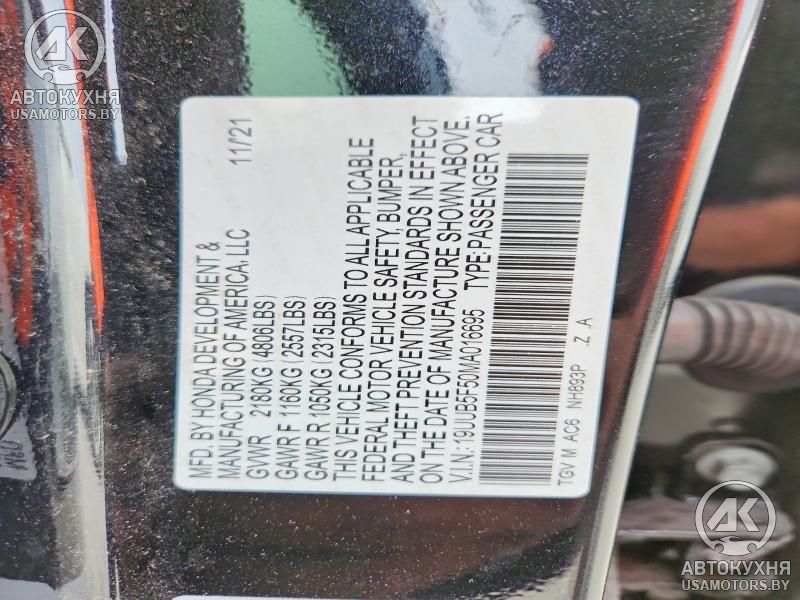 AK
АВТОКУХНЯ
USAMOTORS.BY
MFD. BY HONDA DEVELOPMENT & 11/21
MANUFACTURING OF AMERICA, LLC
GVWR 2180KG(4806LBS)
GAWR F 1160KG(2557LBS)
GAWR R 1050KG(2315LBS)
THIS VEHICLE CONFORMS TO ALL APPLICABLE
FEDERAL MOTOR VEHICLE SAFETY, BUMPER,
AND THEFT PREVENTION STANDARDS IN EFFECT
ON THE DATE OF MANUFACTURE SHOWN ABOVE.
V.I.N.: 19UUB5F50MA016695 TYPE:PASSENGER CAR
TGV M AC6 NH893P Z .A
AK
АВТОКУХНЯ
USAMOTORS.BY